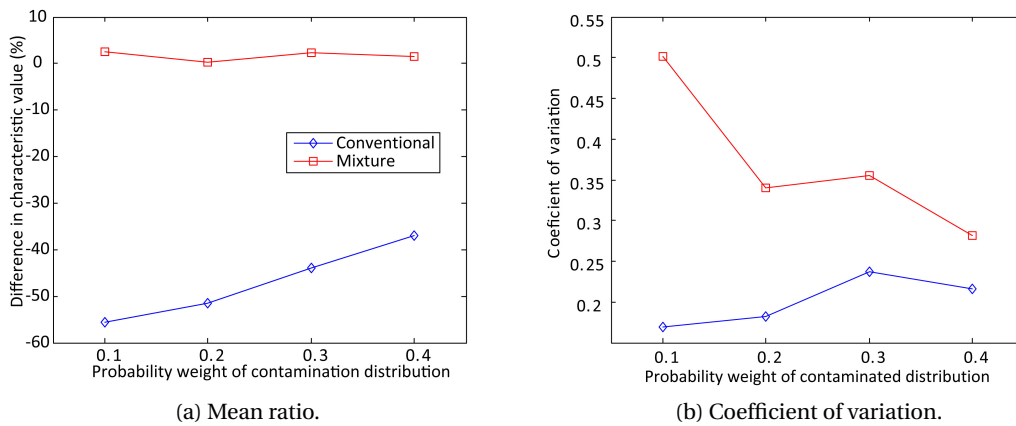 10
0
-10
-20
-30
-40
-50
-60
Difference in characteristic value (%)
Conventional
Mixture
0.1 0.2 0.3 0.4
Probability weight of contamination distribution
(a) Mean ratio.
0.5
0.45
0.4
0.35
0.3
0.25
0.2
Coeficient of variation
0.1 0.2 0.3 0.4
Probability weight of contaminated distribution
(b) Coefficient of variation.